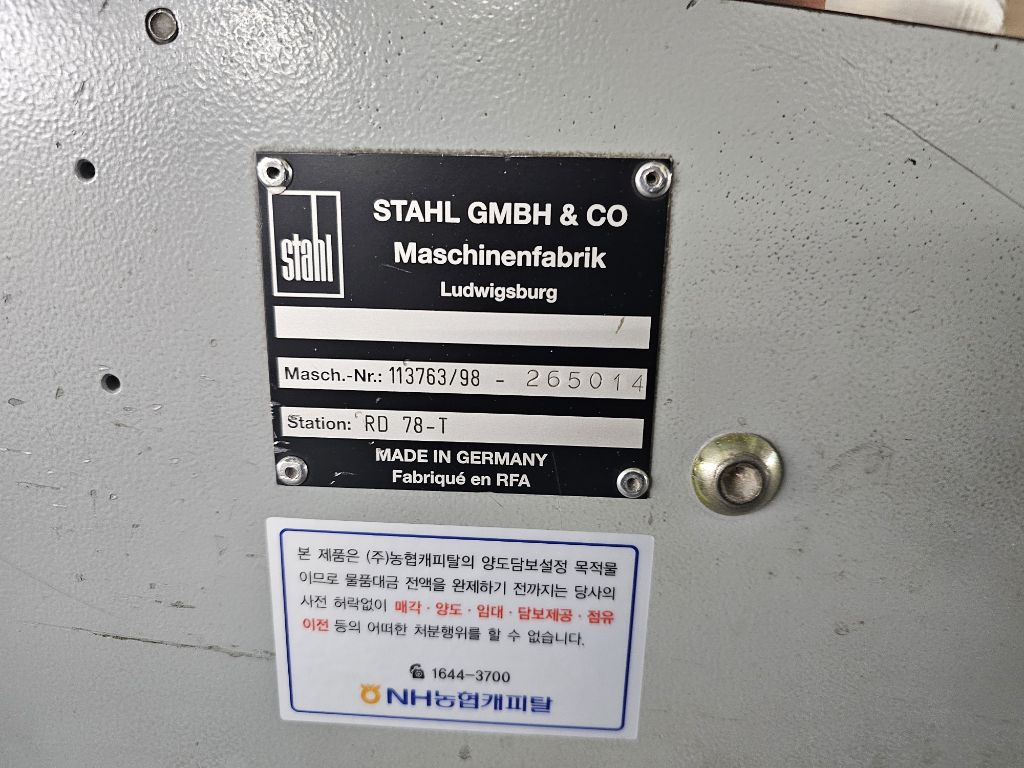 stahl
STAHL GMBH & CO
Maschinenfabrik
Ludwigsburg
Masch.-Nr.: 113763/98 - 265014
Station: RD 78-T
MADE IN GERMANY
Fabriqué en RFA
본 제품은 (주)농협캐피탈의 양도담보설정 목적물
이므로 물품대금 전액을 완제하기 전까지는 당사의
사전 허락없이 매각·양도·임대·담보제공·점유
이전 등의 어떠한 처분행위를 할 수 없습니다.
☎ 1644-3700
NH농협캐피탈